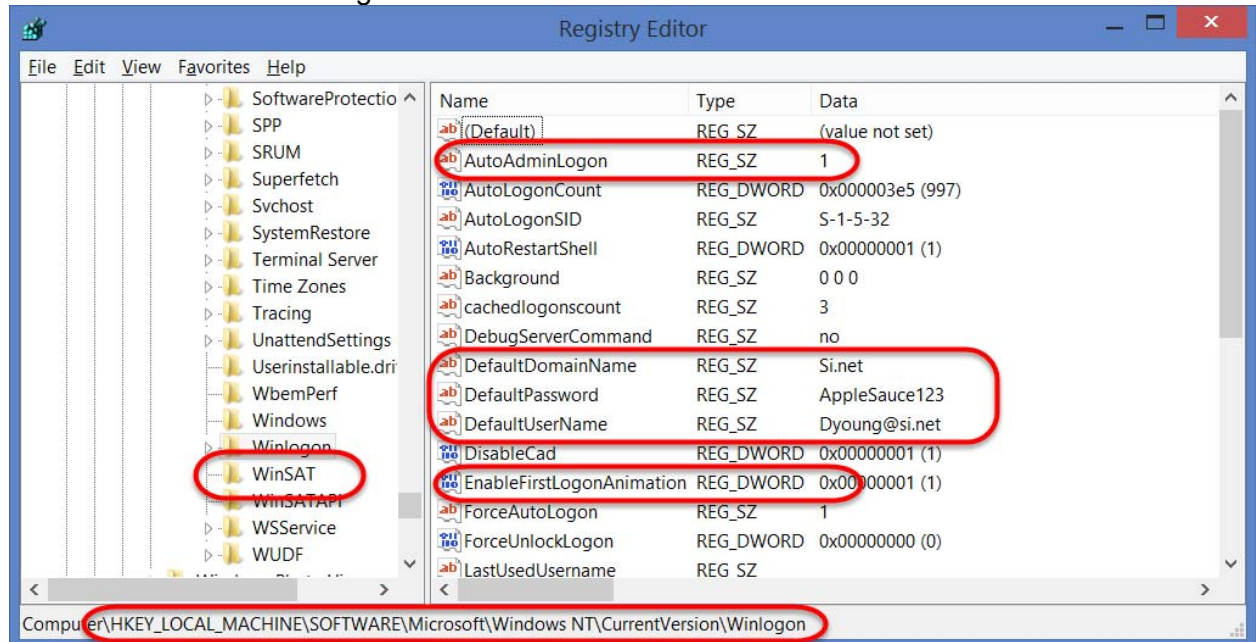 Registry Editor
File Edit View Favorites Help
SoftwareProtectio
SPP
SRUM
Superfetch
Svchost
SystemRestore
Terminal Server
Time Zones
Tracing
UnattendSettings
Userinstallable.dri
WbemPerf
Windows
Winlogon
WinSAT
WinSATAPI
WSService
WUDF
Name Type Data
(Default) REG_SZ (value not set)
AutoAdminLogon REG_SZ 1
AutoLogonCount REG_DWORD 0x000003e5 (997)
AutoLogonSID REG_SZ S-1-5-32
AutoRestartShell REG_DWORD 0x00000001 (1)
Background REG_SZ 0 0 0
cachedlogonscount REG_SZ 3
DebugServerCommand REG_SZ no
DefaultDomainName REG_SZ Si.net
DefaultPassword REG_SZ AppleSauce123
DefaultUserName REG_SZ Dyoung@si.net
DisableCad REG_DWORD 0x00000001 (1)
EnableFirstLogonAnimation REG_DWORD 0x00000001 (1)
ForceAutoLogon REG_SZ 1
ForceUnlockLogon REG_DWORD 0x00000000 (0)
LastUsedUsername REG_SZ
Computer\HKEY_LOCAL_MACHINE\SOFTWARE\Microsoft\Windows NT\CurrentVersion\Winlogon